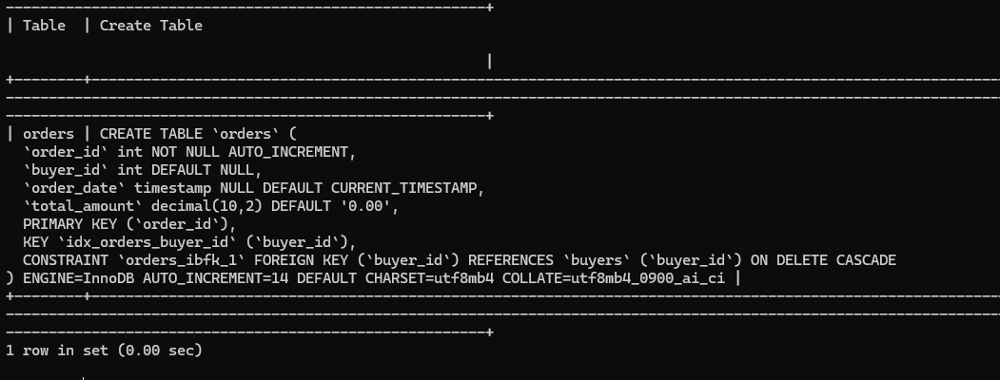 | Table  | Create Table
|
| orders | CREATE TABLE `orders` (
  `order_id` int NOT NULL AUTO_INCREMENT,
  `buyer_id` int DEFAULT NULL,
  `order_date` timestamp NULL DEFAULT CURRENT_TIMESTAMP,
  `total_amount` decimal(10,2) DEFAULT '0.00',
  PRIMARY KEY (`order_id`),
  KEY `idx_orders_buyer_id` (`buyer_id`),
  CONSTRAINT `orders_ibfk_1` FOREIGN KEY (`buyer_id`) REFERENCES `buyers` (`buyer_id`) ON DELETE CASCADE
) ENGINE=InnoDB AUTO_INCREMENT=14 DEFAULT CHARSET=utf8mb4 COLLATE=utf8mb4_0900_ai_ci |
1 row in set (0.00 sec)